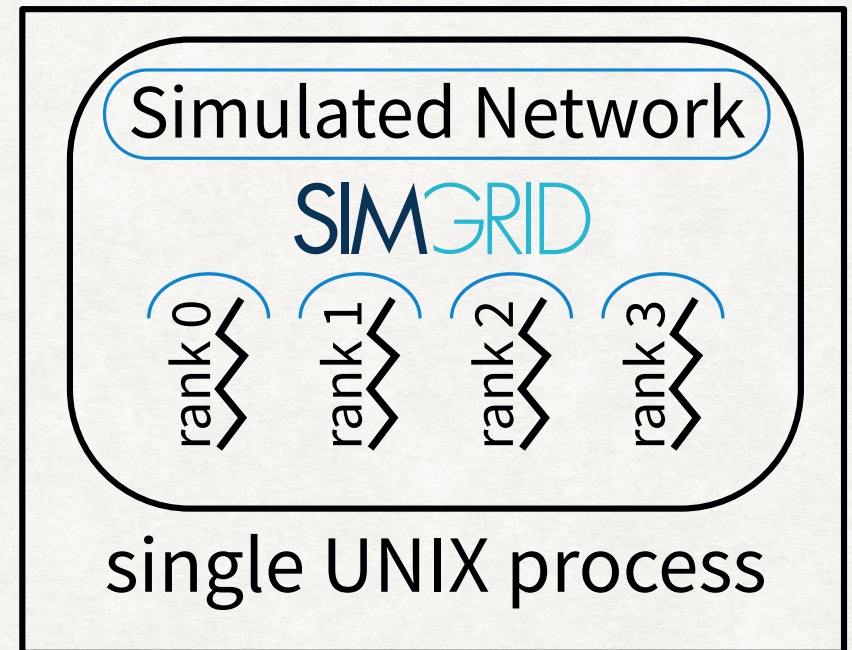 Simulated Network
SIMGRID
rank 0
rank 1
rank 2
rank 3
single UNIX process